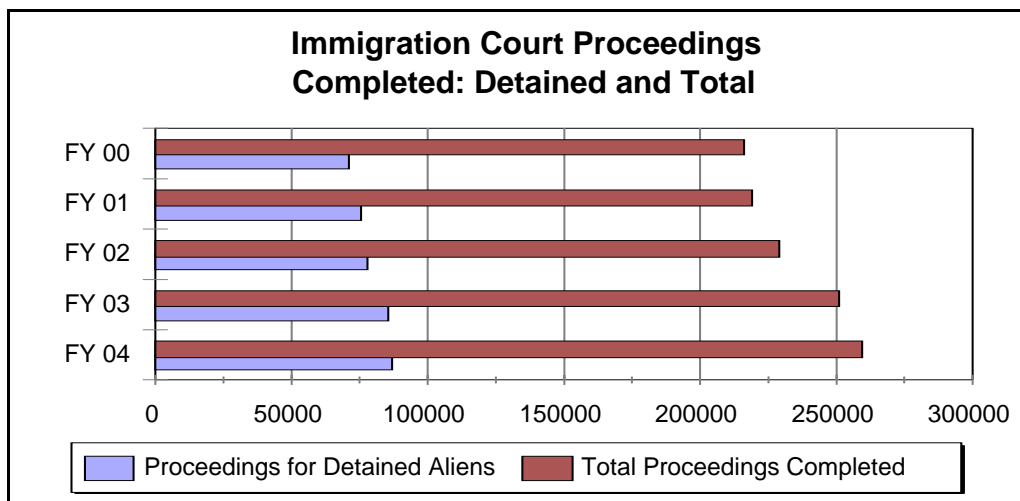 Immigration Court Proceedings
Completed: Detained and Total
FY 00
FY 01
FY 02
FY 03
FY 04
0 50000 100000 150000 200000 250000 300000
Proceedings for Detained Aliens Total Proceedings Completed